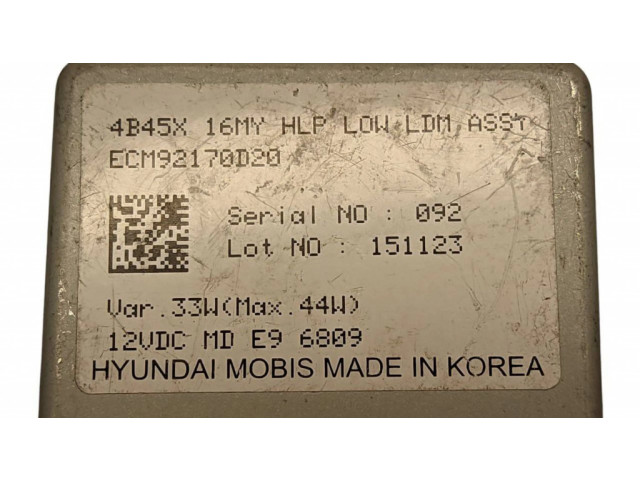 4B45X 16MY HLP LOW LDM ASSY
ECM92170D20
Serial NO : 092
Lot NO : 151123
Var.33W(Max.44W)
12VDC MD E9 6809
HYUNDAI MOBIS MADE IN KOREA